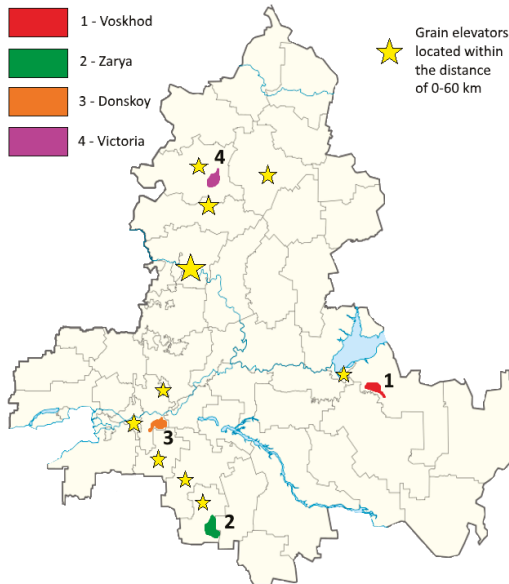 1 - Voskhod
2 - Zarya
3 - Donskoy
4 - Victoria
Grain elevators
located within
the distance
of 0-60 km
4
1
3
2